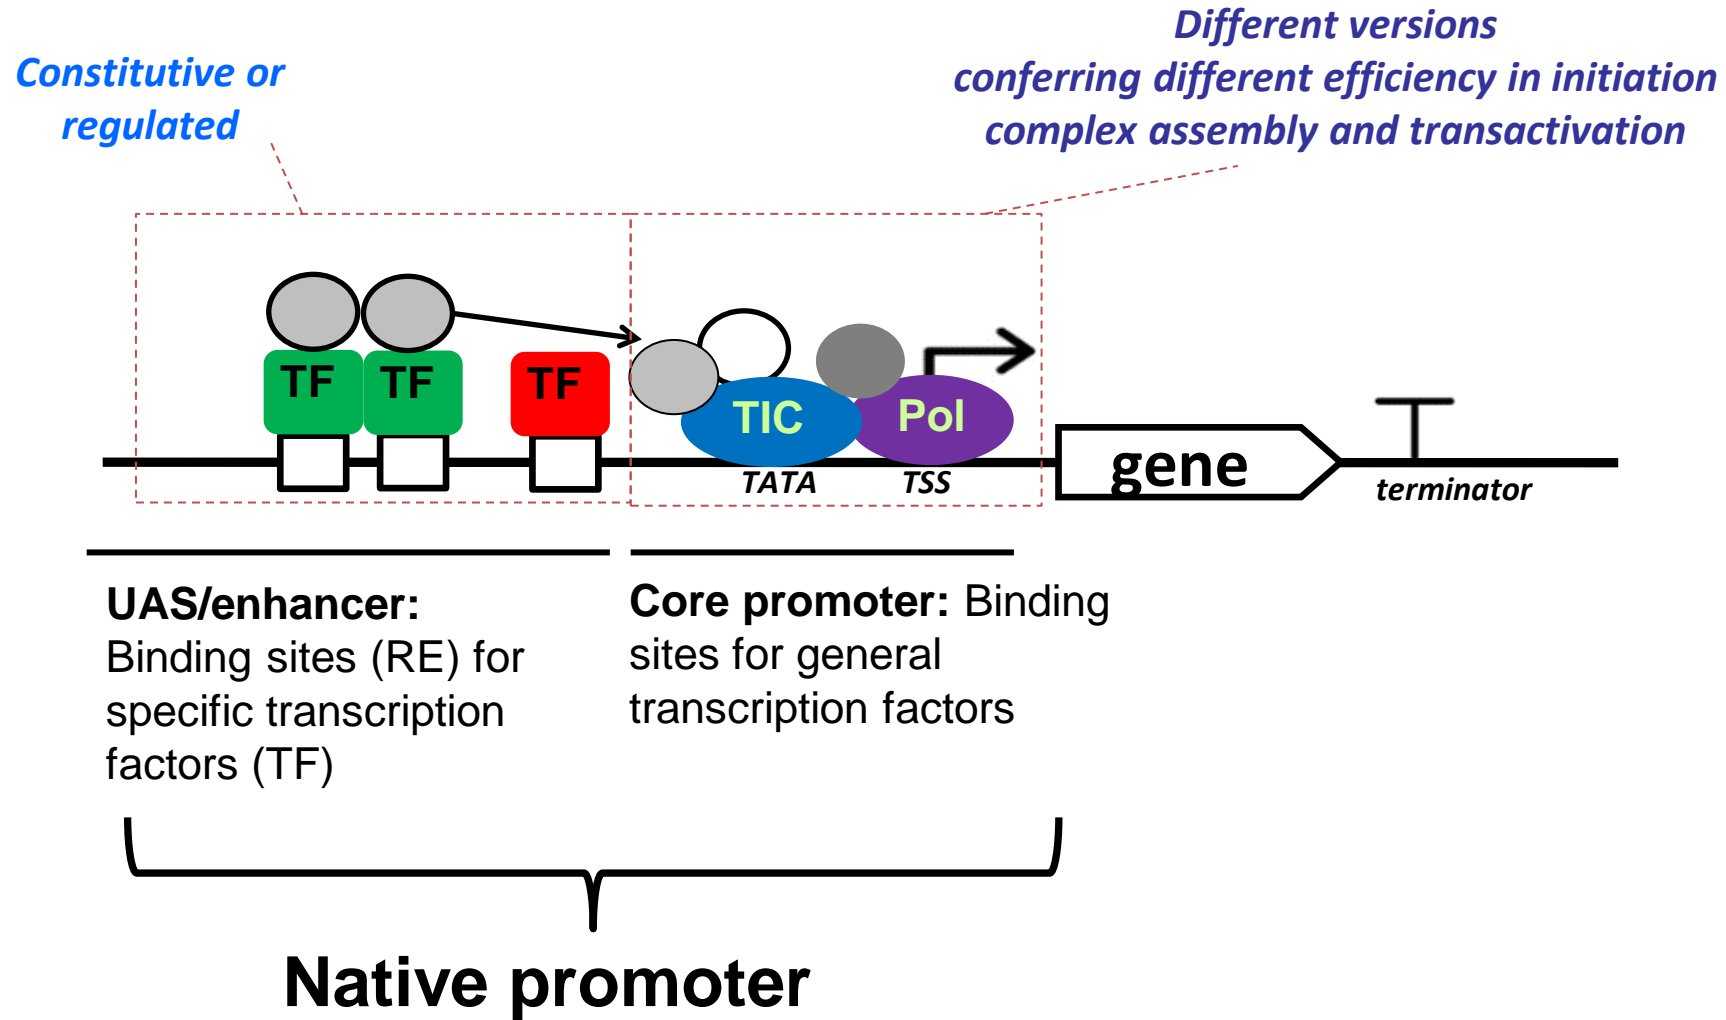 Constitutive or
regulated
Different versions
conferring different efficiency in initiation
complex assembly and transactivation
TF
TF
TF
TIC
Pol
TATA
TSS
gene
terminator
UAS/enhancer:
Binding sites (RE) for
specific transcription
factors (TF)
Core promoter: Binding
sites for general
transcription factors
Native promoter